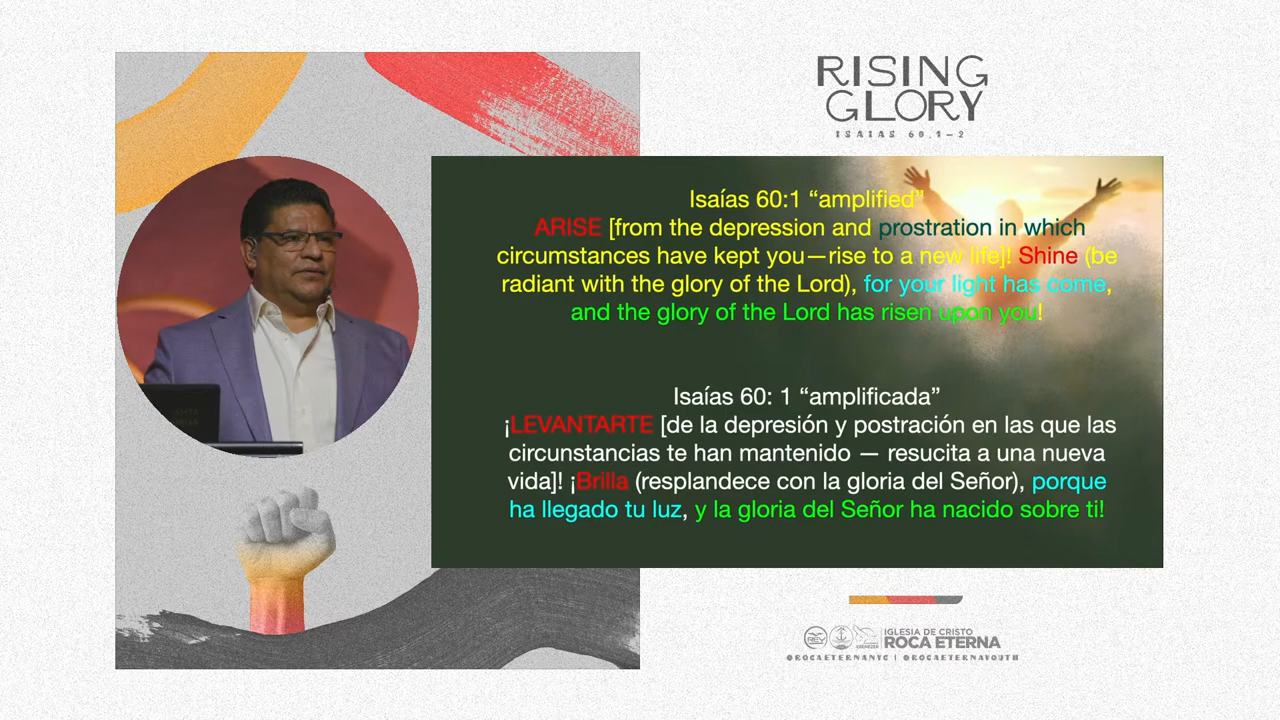 RISING
GLORY
ISAIAS 60.1-2
Isaías 60:1 “amplified”
ARISE [from the depression and prostration in which
circumstances have kept you—rise to a new life]! Shine (be
radiant with the glory of the Lord), for your light has come,
and the glory of the Lord has risen upon you!
Isaías 60: 1 “amplificada”
¡LEVANTARTE [de la depresión y postración en las que las
circunstancias te han mantenido — resucita a una nueva
vida]! ¡Brilla (resplandece con la gloria del Señor), porque
ha llegado tu luz, y la gloria del Señor ha nacido sobre ti!
REY
EBENEZER
IGLESIA DE CRISTO
ROCA ETERNA
@ROCAETERNANYC | @ROCAETERNAYOUTH